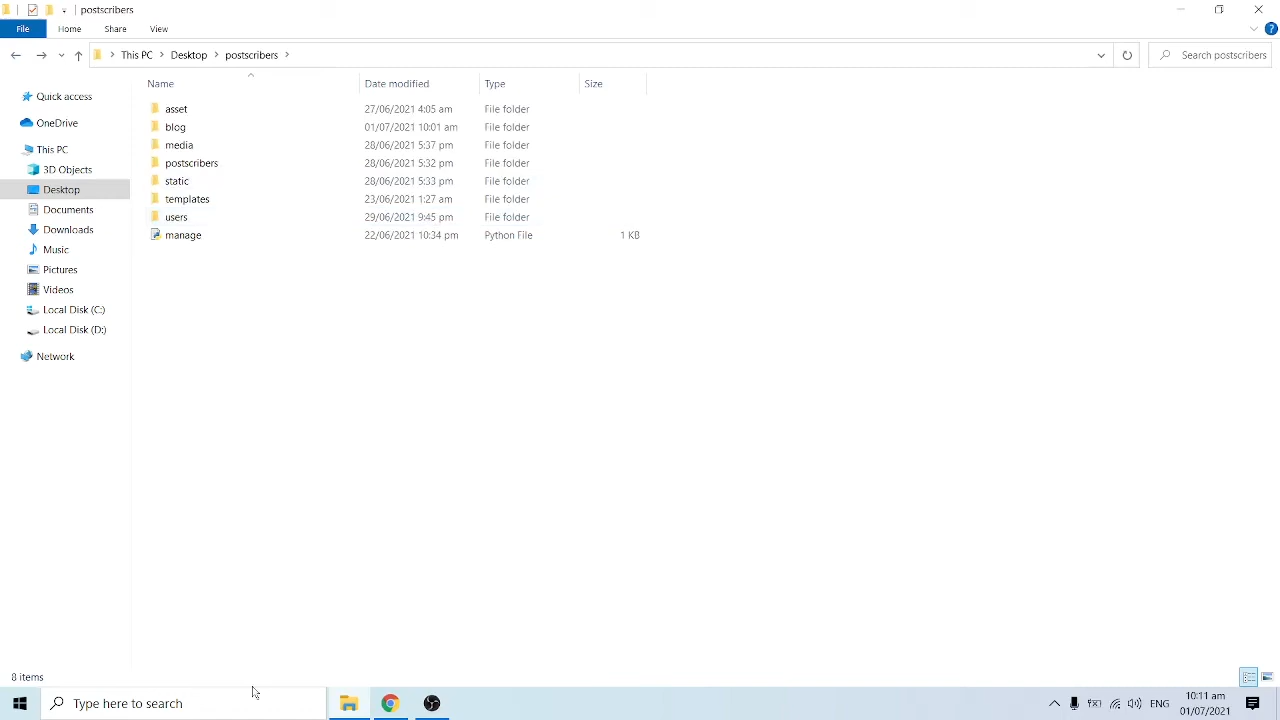 postscribers
File Home Share View
This PC Desktop postscribers
Search postscribers
Name Date modified Type Size
Quick access
OneDrive
This PC
3D Objects
Desktop
Documents
Downloads
Music
Pictures
Videos
Local Disk (C:)
Local Disk (D:)
Network
asset 27/06/2021 4:05 am File folder
blog 01/07/2021 10:01 am File folder
media 28/06/2021 5:37 pm File folder
postscribers 28/06/2021 5:32 pm File folder
static 28/06/2021 5:33 pm File folder
templates 23/06/2021 1:27 am File folder
users 29/06/2021 9:45 pm File folder
manage 22/06/2021 10:34 pm Python File 1 KB
8 items
Type here to search
ENG
10:11 am
01/07/2021